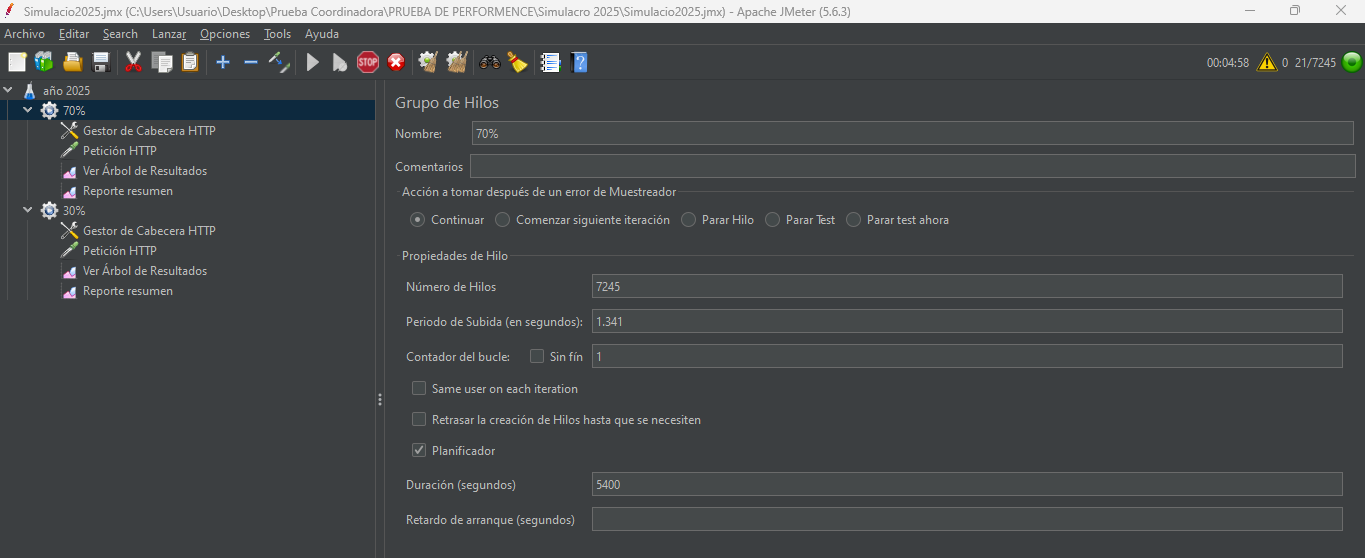 Simulacio2025.jmx (C:\Users\Usuario\Desktop\Prueba Coordinadora\PRUEBA DE PERFORMENCE\Simulacro 2025\Simulacio2025.jmx) - Apache JMeter (5.6.3)
Archivo Editar Search Lanzar Opciones Tools Ayuda
STOP 00:04:58 0 21/7245
año 2025
70%
Gestor de Cabecera HTTP
Petición HTTP
Ver Árbol de Resultados
Reporte resumen
30%
Gestor de Cabecera HTTP
Petición HTTP
Ver Árbol de Resultados
Reporte resumen
Grupo de Hilos
Nombre: 70%
Comentarios
Acción a tomar después de un error de Muestreador
Continuar Comenzar siguiente iteración Parar Hilo Parar Test Parar test ahora
Propiedades de Hilo
Número de Hilos 7245
Periodo de Subida (en segundos): 1.341
Contador del bucle: Sin fín 1
Same user on each iteration
Retrasar la creación de Hilos hasta que se necesiten
Planificador
Duración (segundos) 5400
Retardo de arranque (segundos)